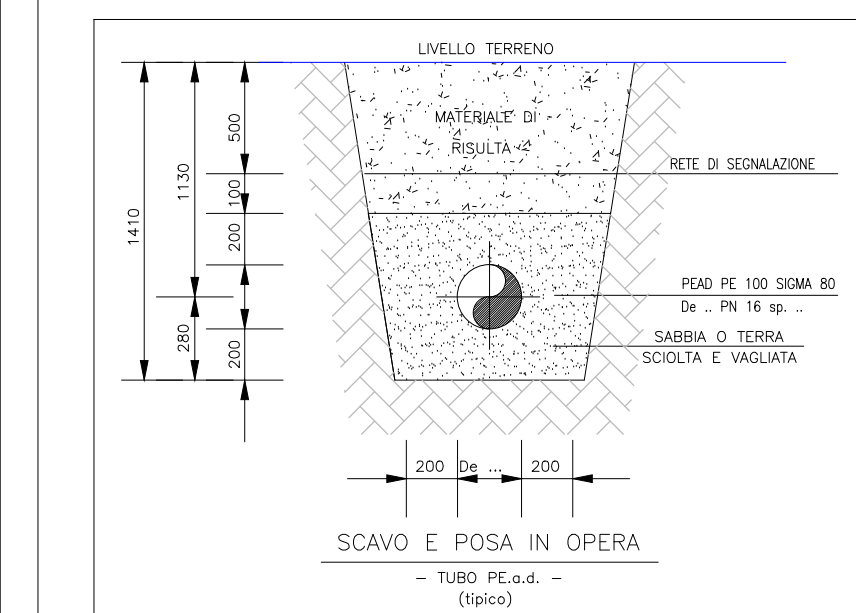 LIVELLO TERRENO
MATERIALE DI
RISULTA
RETE DI SEGNALAZIONE
500
100
1130
200
1410
PEAD PE 100 SIGMA 80
De .. PN 16 sp. ..
280
200
SABBIA O TERRA
SCIOLTA E VAGLIATA
200 De ... 200
SCAVO E POSA IN OPERA
– TUBO PE.a.d. –
(tipico)